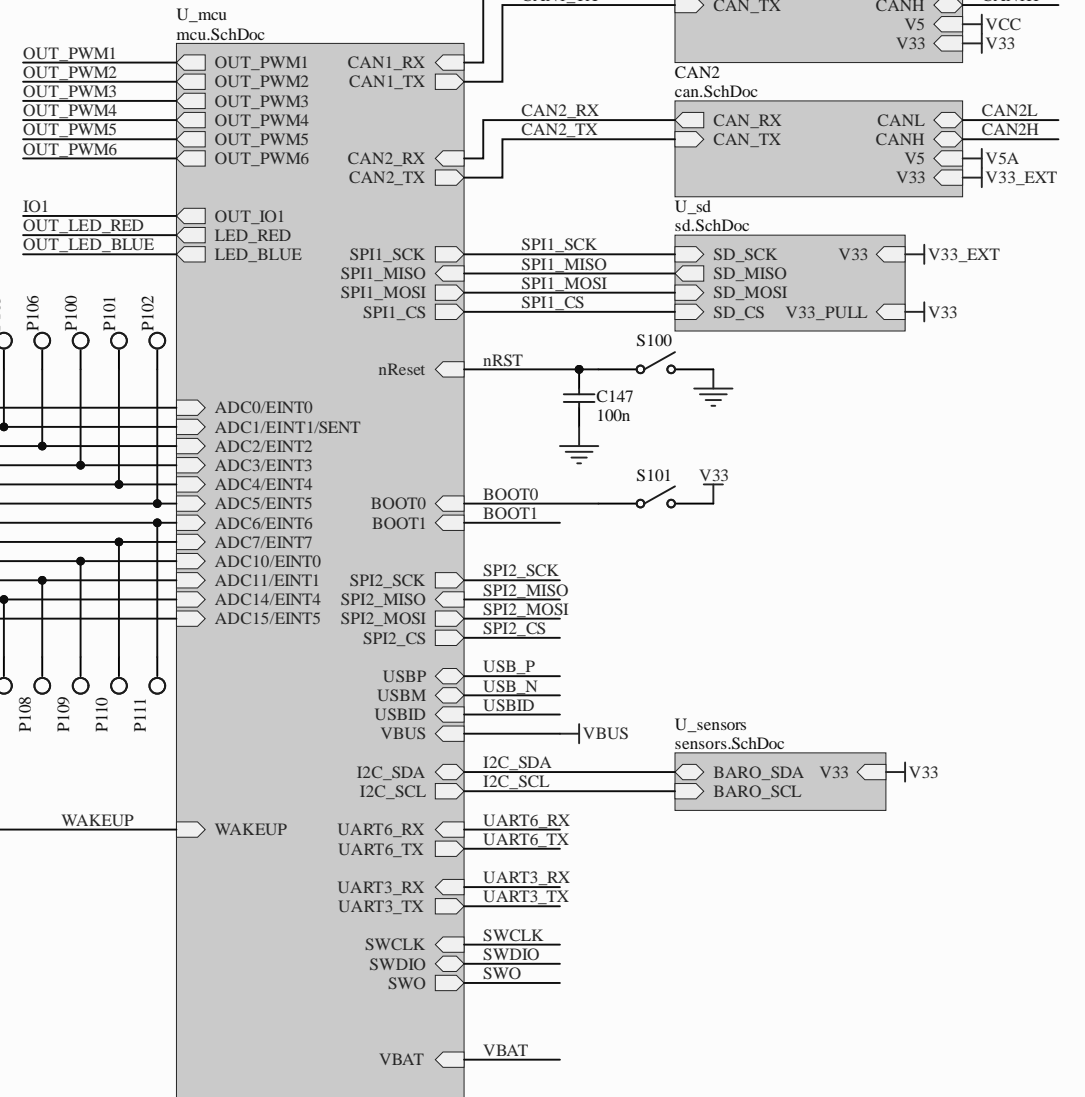 U_mcu
mcu.SchDoc
OUT_PWM1
OUT_PWM2
OUT_PWM3
OUT_PWM4
OUT_PWM5
OUT_PWM6
IO1
OUT_LED_RED
OUT_LED_BLUE
OUT_PWM1
OUT_PWM2
OUT_PWM3
OUT_PWM4
OUT_PWM5
OUT_PWM6
OUT_IO1
LED_RED
LED_BLUE
P106
P100
P101
P102
ADC0/EINT0
ADC1/EINT1/SENT
ADC2/EINT2
ADC3/EINT3
ADC4/EINT4
ADC5/EINT5
ADC6/EINT6
ADC7/EINT7
ADC10/EINT0
ADC11/EINT1
ADC14/EINT4
ADC15/EINT5
P108
P109
P110
P111
WAKEUP
WAKEUP
CAN1_RX
CAN1_TX
CAN2_RX
CAN2_TX
SPI1_SCK
SPI1_MISO
SPI1_MOSI
SPI1_CS
nReset
BOOT0
BOOT1
SPI2_SCK
SPI2_MISO
SPI2_MOSI
SPI2_CS
USBP
USBM
USBID
VBUS
I2C_SDA
I2C_SCL
UART6_RX
UART6_TX
UART3_RX
UART3_TX
SWCLK
SWDIO
SWO
VBAT
CAN2_RX
CAN2_TX
SPI1_SCK
SPI1_MISO
SPI1_MOSI
SPI1_CS
nRST
S100
C147
100n
BOOT0
BOOT1
S101
V33
SPI2_SCK
SPI2_MISO
SPI2_MOSI
SPI2_CS
USB_P
USB_N
USBID
VBUS
I2C_SDA
I2C_SCL
UART6_RX
UART6_TX
UART3_RX
UART3_TX
SWCLK
SWDIO
SWO
VBAT
CAN_TX
CANH
V5
V33
VCC
V33
CAN2
can.SchDoc
CAN_RX
CAN_TX
CANL
CANH
V5
V33
CAN2L
CAN2H
V5A
V33_EXT
U_sd
sd.SchDoc
SD_SCK
SD_MISO
SD_MOSI
SD_CS
V33
V33_PULL
V33_EXT
V33
U_sensors
sensors.SchDoc
BARO_SDA
BARO_SCL
V33
V33